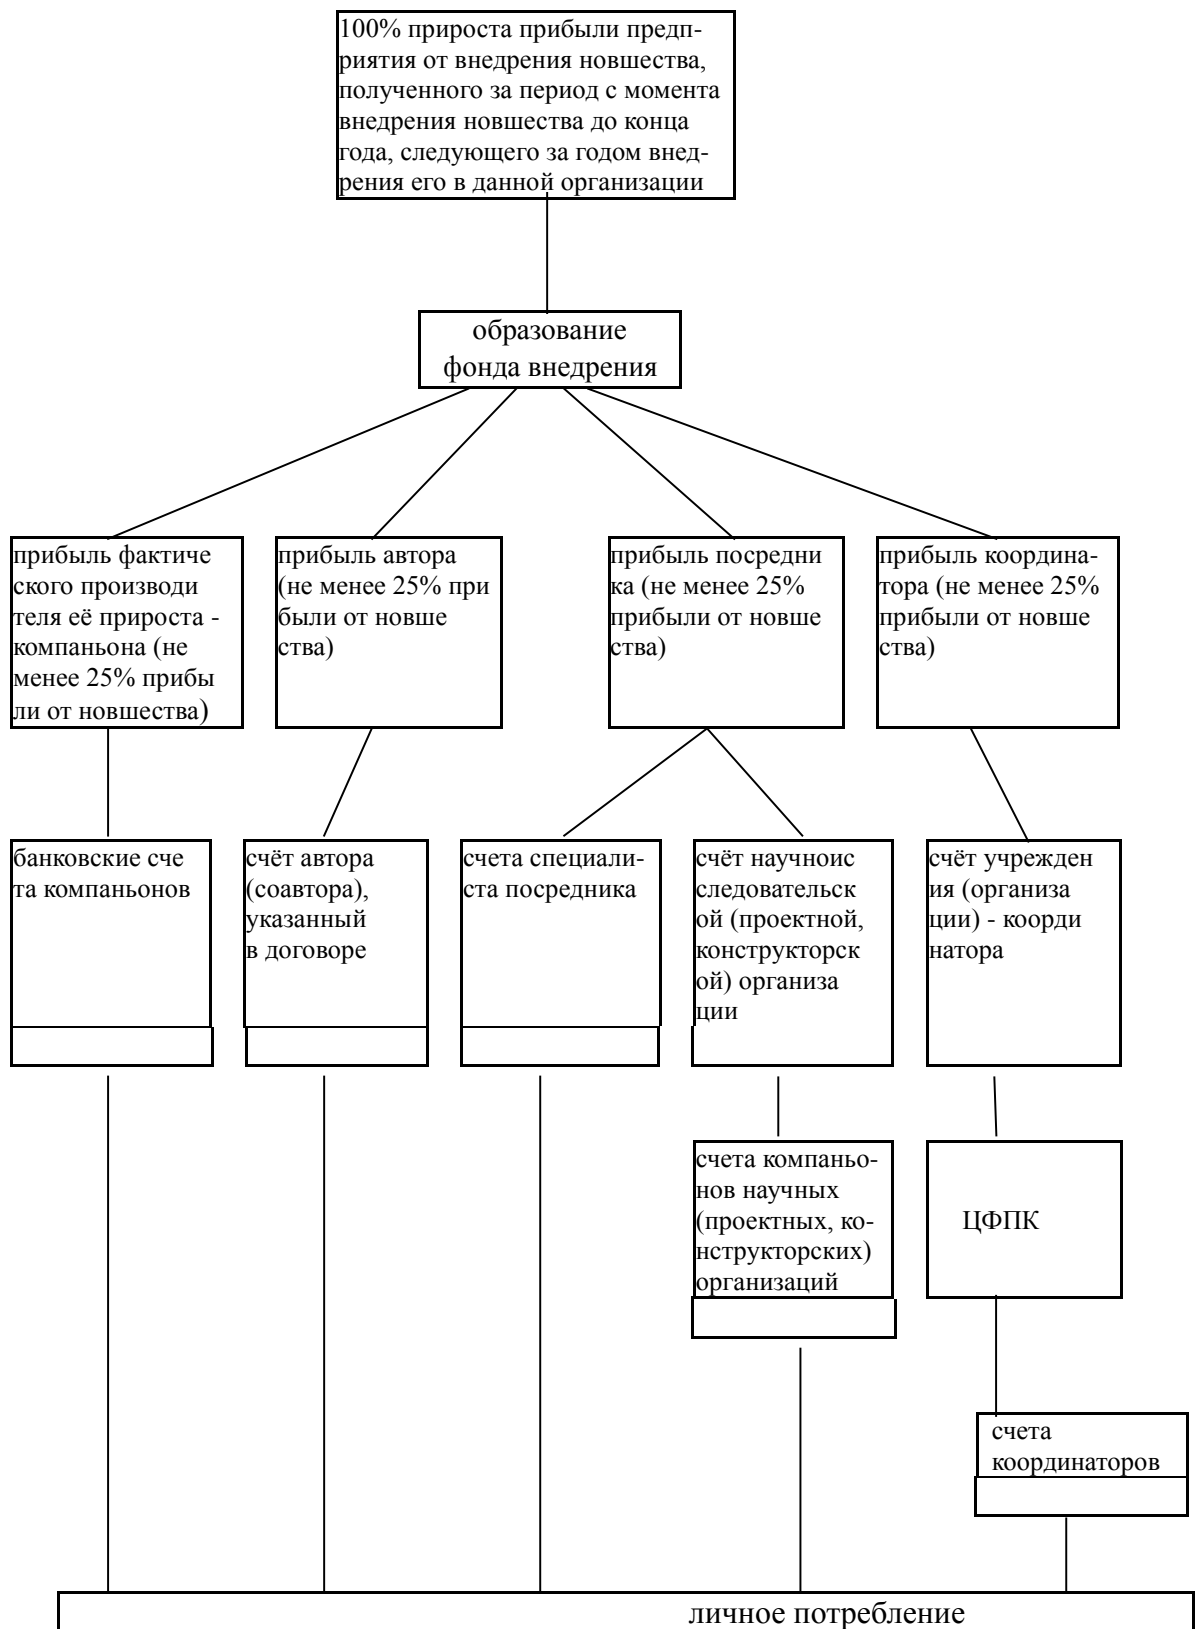 100% прироста прибыли предп-
риятия от внедрения новшества,
полученного за период с момента
внедрения новшества до конца
года, следующего за годом внед-
рения его в данной организации
образование
фонда внедрения
прибыль фактиче
ского производи
теля её прироста -
компаньона (не
менее 25% прибы
ли от новшества)
прибыль автора
(не менее 25% при
были от новше
ства)
прибыль посредни
ка (не менее 25%
прибыли от новше
ства)
прибыль координа-
тора (не менее 25%
прибыли от новше
ства)
банковские сче
та компаньонов
счёт автора
(соавтора),
указанный
в договоре
счета специали-
ста посредника
счёт научноис
следовательск
ой (проектной,
конструкторск
ой) организа
ции
счёт учрежден
ия (организа
ции) - коорди
натора
счета компаньо-
нов научных
(проектных, ко-
нструкторских)
организаций
ЦФПК
счета
координаторов
личное потребление